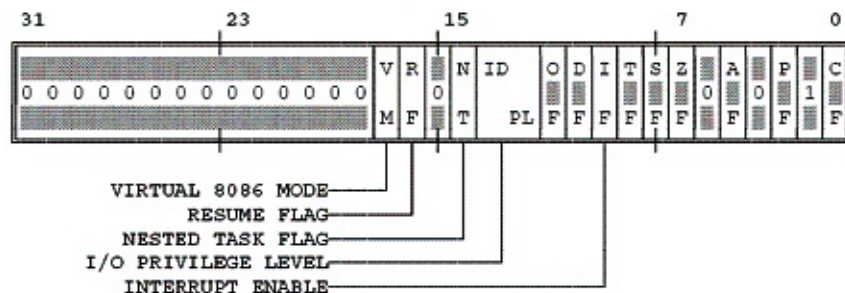 31 23 15 7 0
V R N ID O D I T S Z A P C
0 0 0 0 0 0 0 0 0 0 0 0 0 0 0 0 0 1
M F T PL F F F F F F F F F
VIRTUAL 8086 MODE
RESUME FLAG
NESTED TASK FLAG
I/O PRIVILEGE LEVEL
INTERRUPT ENABLE